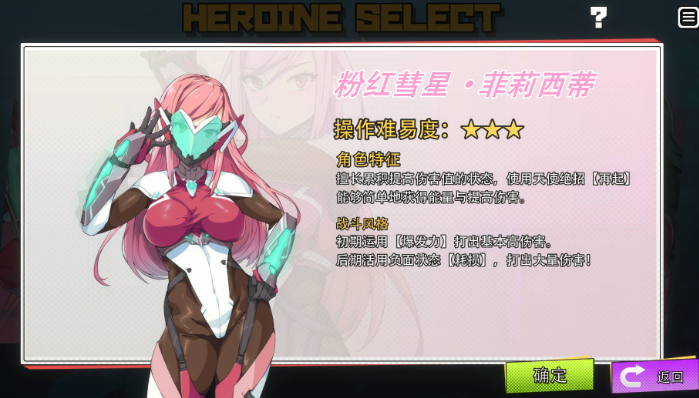 HEROINE SELECT
?
粉红彗星·菲莉西蒂
操作难易度：★★★
角色特征
擅长累积提高伤害值的状态，使用天使绝招【再起】
能够简单地获得能量与提高伤害。
战斗风格
初期运用【爆发力】打出基本高伤害。
后期活用负面状态【耗损】，打出大量伤害！
确定
返回